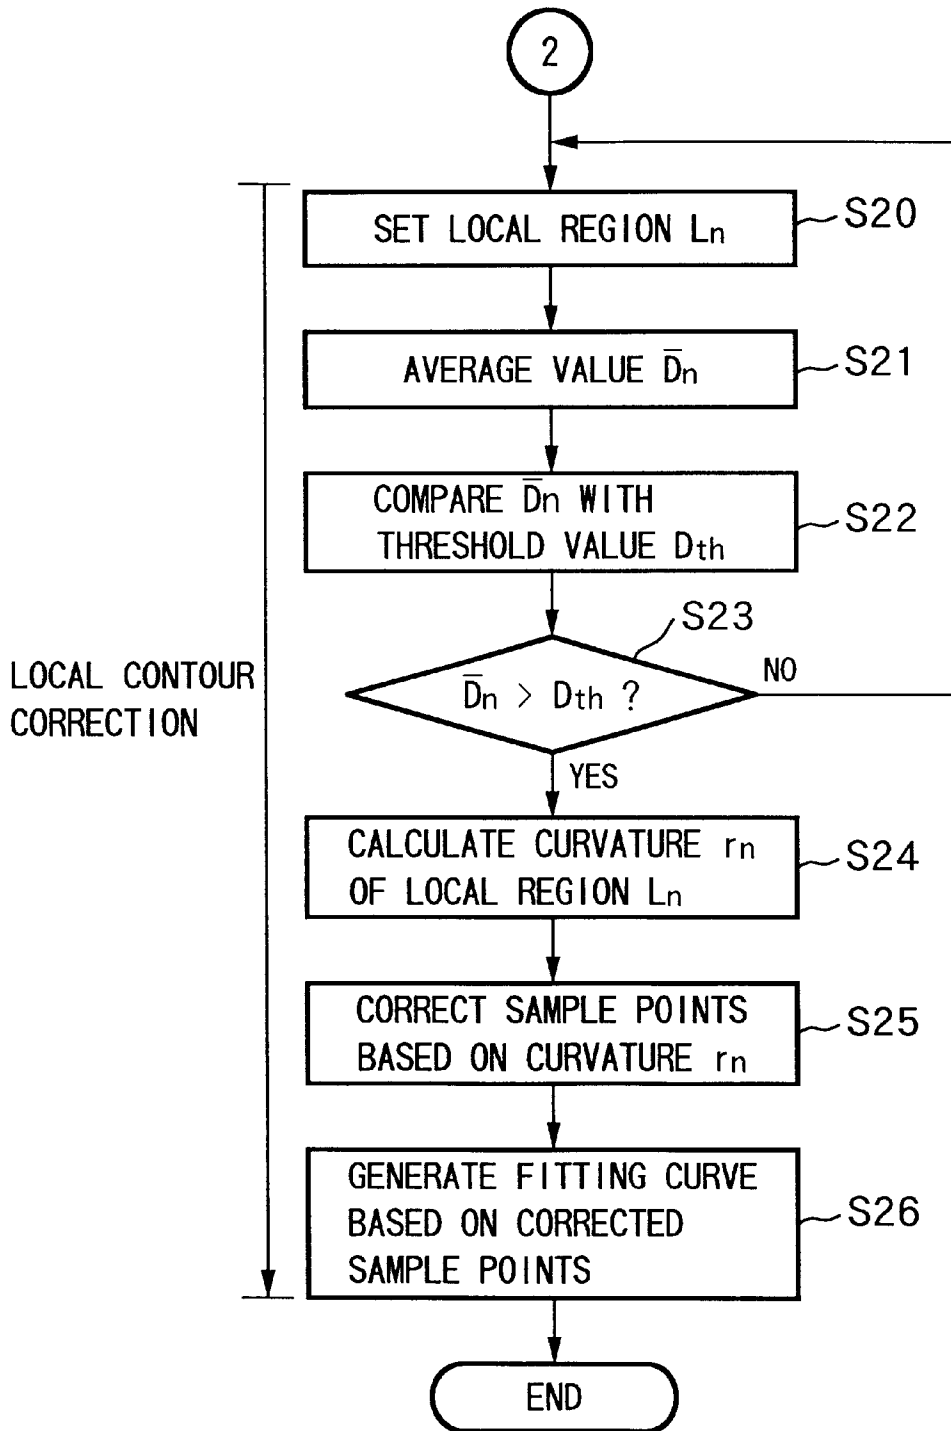 2
SET LOCAL REGION Ln
S20
AVERAGE VALUE D̅n
S21
COMPARE D̅n WITH
THRESHOLD VALUE Dth
S22
S23
D̅n > Dth ?
NO
LOCAL CONTOUR
CORRECTION
YES
CALCULATE CURVATURE rn
OF LOCAL REGION Ln
S24
CORRECT SAMPLE POINTS
BASED ON CURVATURE rn
S25
GENERATE FITTING CURVE
BASED ON CORRECTED
SAMPLE POINTS
S26
END